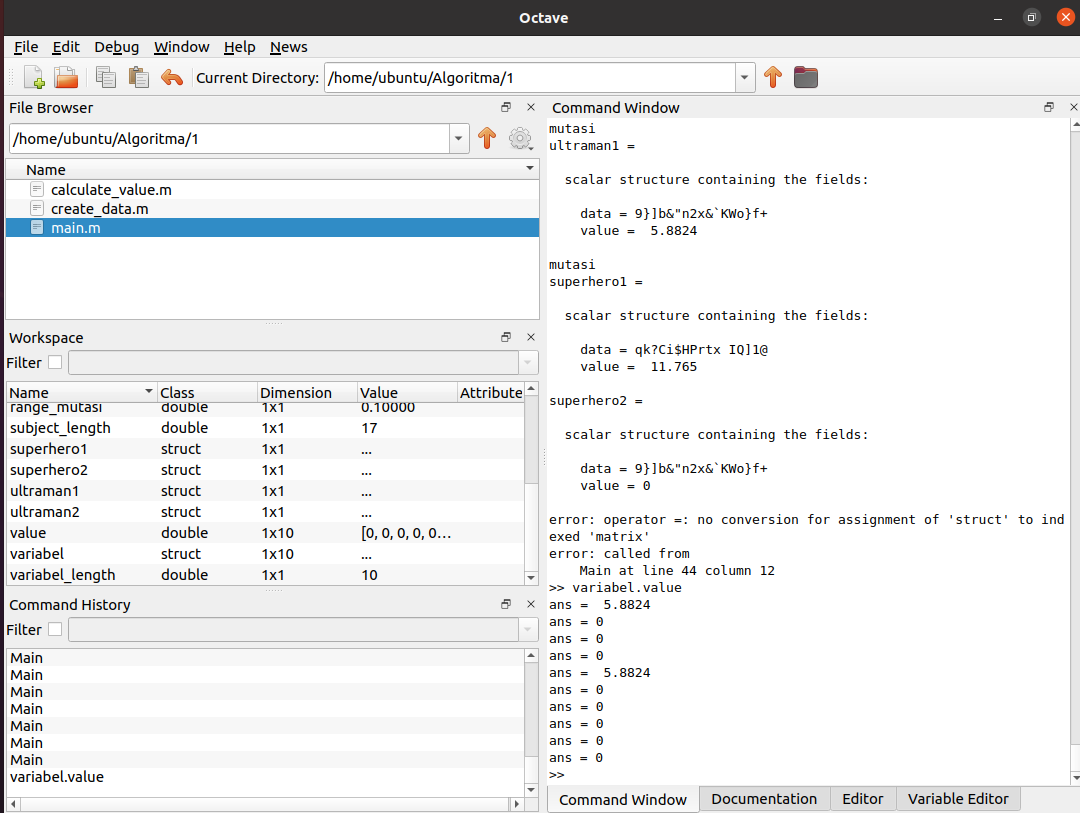 Octave
File Edit Debug Window Help News
Current Directory: /home/ubuntu/Algoritma/1
File Browser
/home/ubuntu/Algoritma/1
Name
calculate_value.m
create_data.m
main.m
Workspace
Filter
Name Class Dimension Value Attribute
range_mutasi double 1x1 0.10000
subject_length double 1x1 17
superhero1 struct 1x1 ...
superhero2 struct 1x1 ...
ultraman1 struct 1x1 ...
ultraman2 struct 1x1 ...
value double 1x10 [0, 0, 0, 0, 0...
variabel struct 1x10 ...
variabel_length double 1x1 10
Command History
Filter
Main
Main
Main
Main
Main
Main
Main
variabel.value
Command Window
mutasi
ultraman1 =
scalar structure containing the fields:
data = 9}]b&"n2x&`KWo}f+
value =  5.8824
mutasi
superhero1 =
scalar structure containing the fields:
data = qk?Ci$HPrtx IQ]1@
value =  11.765
superhero2 =
scalar structure containing the fields:
data = 9}]b&"n2x&`KWo}f+
value = 0
error: operator =: no conversion for assignment of 'struct' to ind
exed 'matrix'
error: called from
Main at line 44 column 12
>> variabel.value
ans =  5.8824
ans = 0
ans = 0
ans = 0
ans =  5.8824
ans = 0
ans = 0
ans = 0
ans = 0
ans = 0
>>
Command Window Documentation Editor Variable Editor